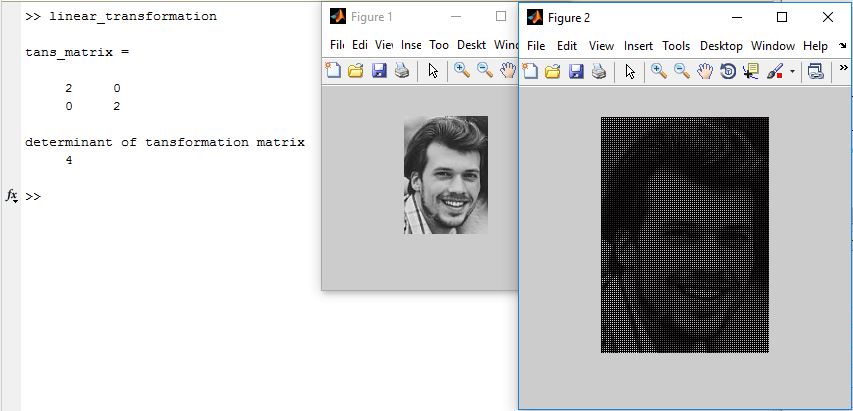 >> linear_transformation
tans_matrix =
2 0
0 2
determinant of tansformation matrix
4
fx >>
Figure 1
File Edi Viev Inse Too Deskt Winc
Figure 2
File Edit View Insert Tools Desktop Window Help